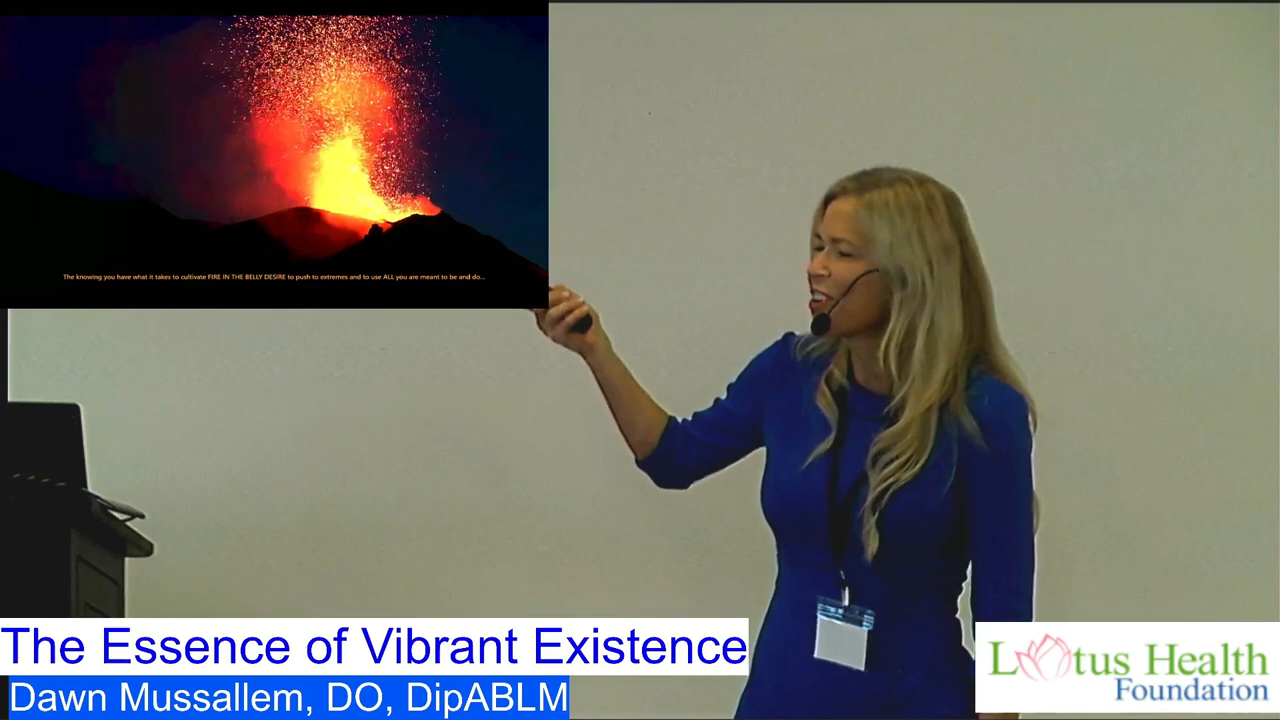 The knowing you have what it takes to cultivate FIRE IN THE BELLY DESIRE to push to extremes and to use ALL you are meant to be and do...
The Essence of Vibrant Existence
Dawn Mussallem, DO, DipABLM
Lotus Health
Foundation